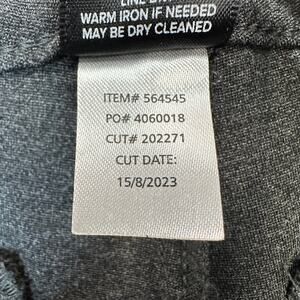 WARM IRON IF NEEDED
MAY BE DRY CLEANED
ITEM# 564545
PO# 4060018
CUT# 202271
CUT DATE:
15/8/2023